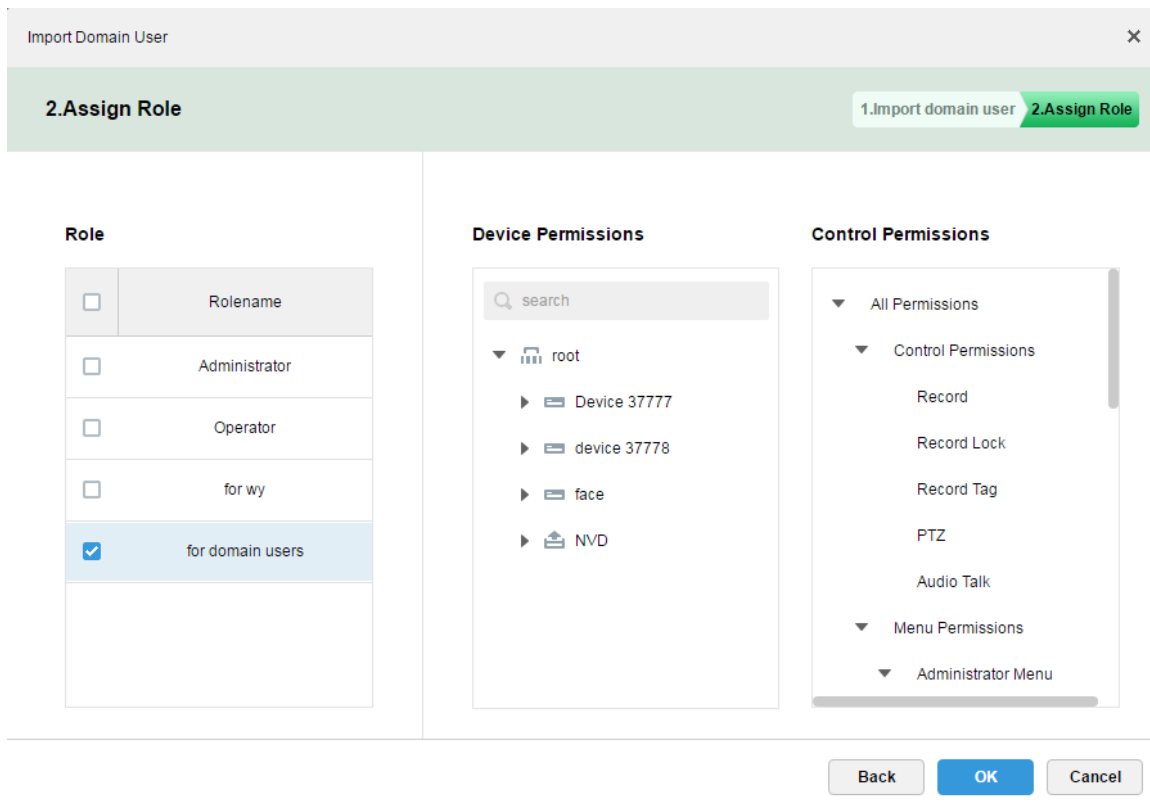 Import Domain User
2.Assign Role
1.Import domain user
2.Assign Role
Role
Rolename
Administrator
Operator
for wy
for domain users
Device Permissions
search
root
Device 37777
device 37778
face
NVD
Control Permissions
All Permissions
Control Permissions
Record
Record Lock
Record Tag
PTZ
Audio Talk
Menu Permissions
Administrator Menu
Back
OK
Cancel